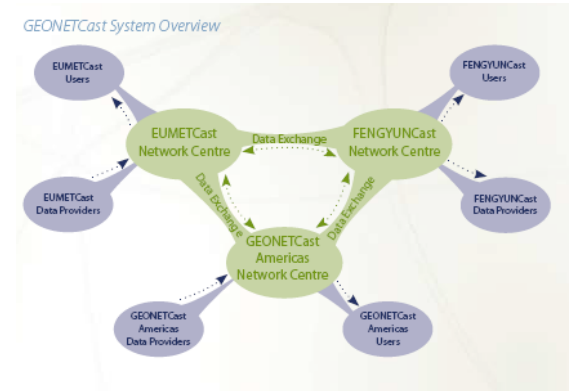 GEONETCast System Overview
EUMETCast
Users
FENGYUNCast
Users
EUMETCast
Network Centre
Data Exchange
FENGYUNCast
Network Centre
EUMETCast
Data Providers
Data Exchange
Data Exchange
FENGYUNCast
Data Providers
GEONETCast
Americas
Network Centre
GEONETCast
Americas
Data Providers
GEONETCast
Americas
Users